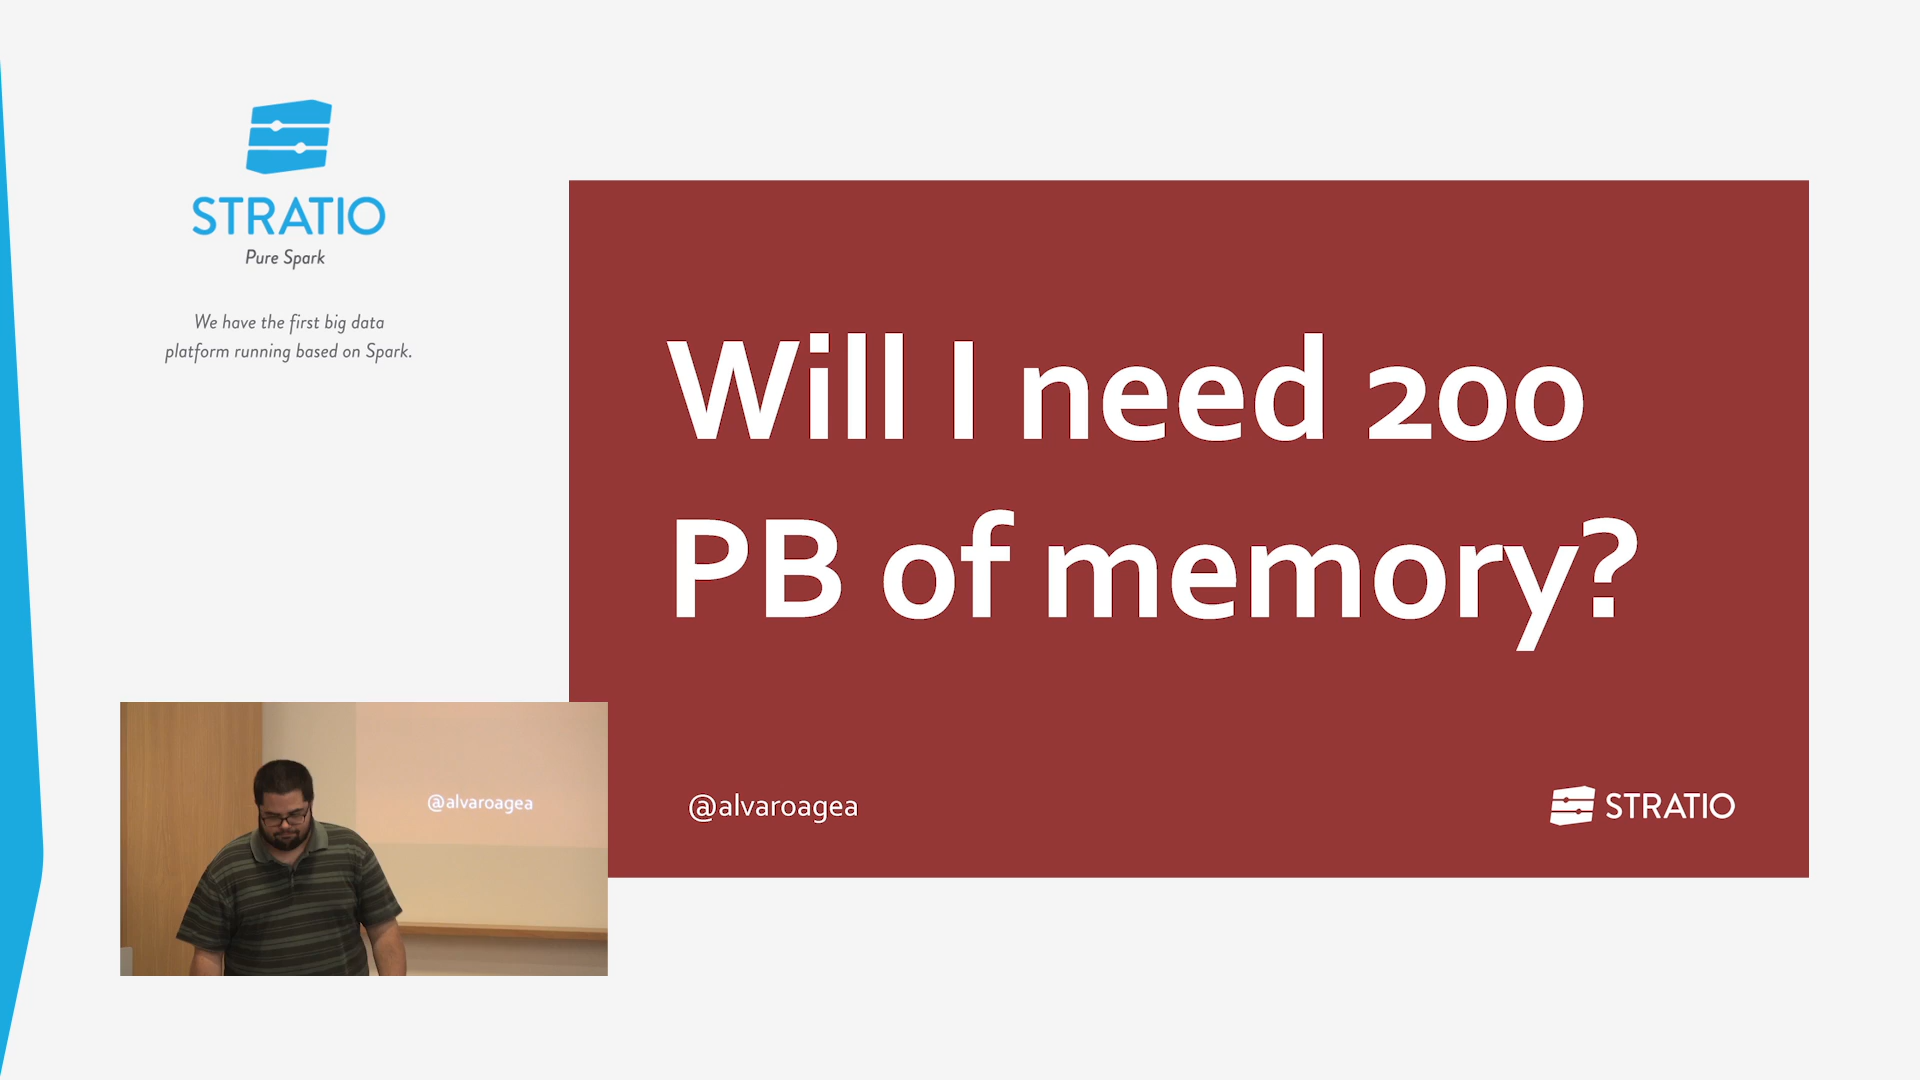 STRATIO
Pure Spark
We have the first big data
platform running based on Spark.
Will I need 200
PB of memory?
@alvaroagea
STRATIO
@alvaroagea